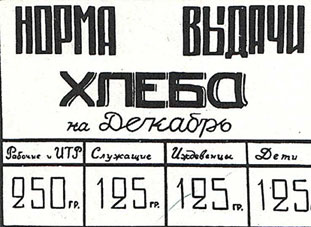 НОРМА ВЫДАЧИ
ХЛЕБА
на Декабрь
Рабочие и ИТР Служащие Иждевенцы Дети
250 гр. 125 гр. 125 гр. 125